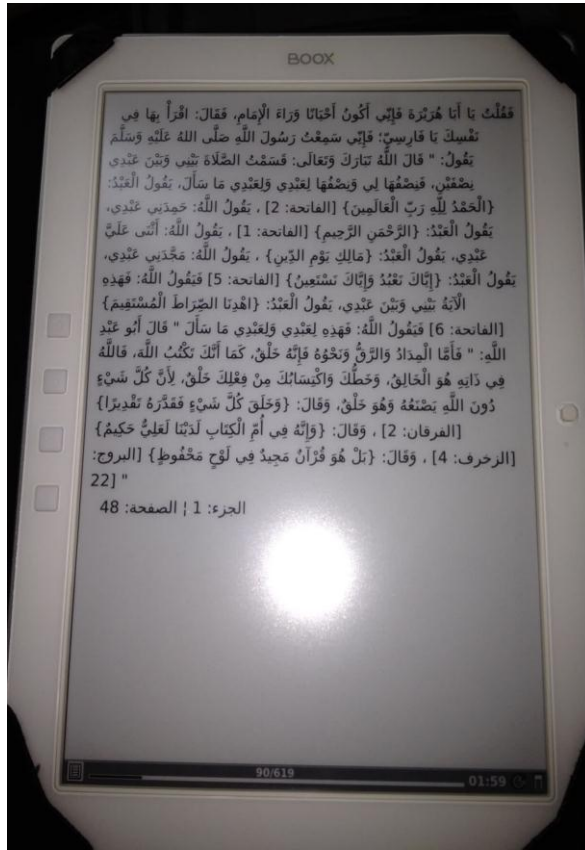 BOOX
فَقُلْتُ يَا أَبَا هُرَيْرَةَ فَإِنِّي أَكُونُ أَحْيَانًا وَرَاءَ الْإِمَامِ، فَقَالَ: اقْرَأْ بِهَا فِي
نَفْسِكَ يَا فَارِسِيُّ؛ فَإِنِّي سَمِعْتُ رَسُولَ اللَّهِ صَلَّى اللهُ عَلَيْهِ وَسَلَّمَ
يَقُولُ: " قَالَ اللَّهُ تَبَارَكَ وَتَعَالَى: قَسَمْتُ الصَّلَاةَ بَيْنِي وَبَيْنَ عَبْدِي
نِصْفَيْنِ، فَنِصْفُهَا لِي وَنِصْفُهَا لِعَبْدِي وَلِعَبْدِي مَا سَأَلَ، يَقُولُ الْعَبْدُ:
{الْحَمْدُ لِلَّهِ رَبِّ الْعَالَمِينَ} [الفاتحة: 2] ، يَقُولُ اللَّهُ: حَمِدَنِي عَبْدِي،
يَقُولُ الْعَبْدُ: {الرَّحْمَنِ الرَّحِيمِ} [الفاتحة: 1] ، يَقُولُ اللَّهُ: أَثْنَى عَلَيَّ
عَبْدِي، يَقُولُ الْعَبْدُ: {مَالِكِ يَوْمِ الدِّينِ} ، يَقُولُ اللَّهُ: مَجَّدَنِي عَبْدِي،
يَقُولُ الْعَبْدُ: {إِيَّاكَ نَعْبُدُ وَإِيَّاكَ نَسْتَعِينُ} [الفاتحة: 5] فَيَقُولُ اللَّهُ: فَهَذِهِ
الْآيَةُ بَيْنِي وَبَيْنَ عَبْدِي، يَقُولُ الْعَبْدُ: {اهْدِنَا الصِّرَاطَ الْمُسْتَقِيمَ}
[الفاتحة: 6] فَيَقُولُ اللَّهُ: فَهَذِهِ لِعَبْدِي وَلِعَبْدِي مَا سَأَلَ " قَالَ أَبُو عَبْدِ
اللَّهِ: " فَأَمَّا الْمِدَادُ وَالرَّقُّ وَنَحْوُهُ فَإِنَّهُ خَلْقٌ، كَمَا أَنَّكَ تَكْتُبُ اللَّهَ، فَاللَّهُ
فِي ذَاتِهِ هُوَ الْخَالِقُ، وَخَطُّكَ وَاكْتِسَابُكَ مِنْ فِعْلِكَ خَلْقٌ، لِأَنَّ كُلَّ شَيْءٍ
دُونَ اللَّهِ يَصْنَعُهُ وَهُوَ خَلْقٌ، وَقَالَ: {وَخَلَقَ كُلَّ شَيْءٍ فَقَدَّرَهُ تَقْدِيرًا}
[الفرقان: 2] ، وَقَالَ: {وَإِنَّهُ فِي أُمِّ الْكِتَابِ لَدَيْنَا لَعَلِيٌّ حَكِيمٌ}
[الزخرف: 4] ، وَقَالَ: {بَلْ هُوَ قُرْآنٌ مَجِيدٌ فِي لَوْحٍ مَحْفُوظٍ} [البروج:
22] "
الجزء: 1 ¦ الصفحة: 48
90/619
01:59